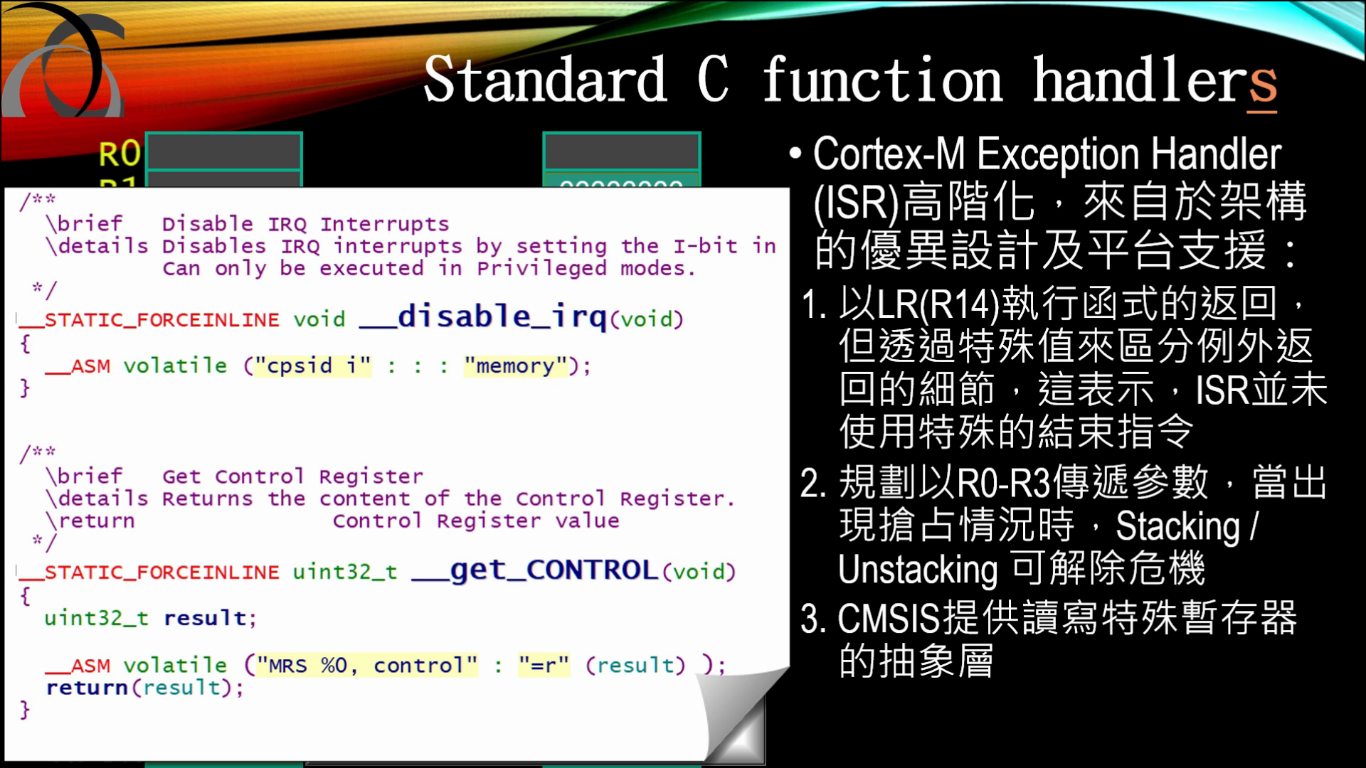 Standard C function handlers
R0
R1
00000000
/**
\brief Disable IRQ Interrupts
\details Disables IRQ interrupts by setting the I-bit in
Can only be executed in Privileged modes.
*/
__STATIC_FORCEINLINE void __disable_irq(void)
{
__ASM volatile ("cpsid i" : : : "memory");
}
/**
\brief Get Control Register
\details Returns the content of the Control Register.
\return Control Register value
*/
__STATIC_FORCEINLINE uint32_t __get_CONTROL(void)
{
uint32_t result;
__ASM volatile ("MRS %0, control" : "=r" (result) );
return(result);
}
• Cortex-M Exception Handler
(ISR)高階化，來自於架構
的優異設計及平台支援：
1. 以LR(R14)執行函式的返回，
但透過特殊值來區分例外返
回的細節，這表示，ISR並未
使用特殊的結束指令
2. 規劃以R0-R3傳遞參數，當出
現搶占情況時，Stacking /
Unstacking 可解除危機
3. CMSIS提供讀寫特殊暫存器
的抽象層